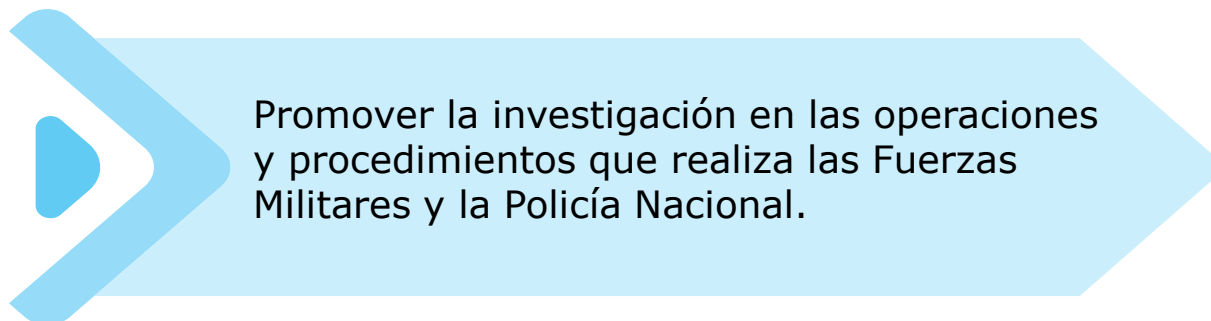 Promover la investigación en las operaciones
y procedimientos que realiza las Fuerzas
Militares y la Policía Nacional.